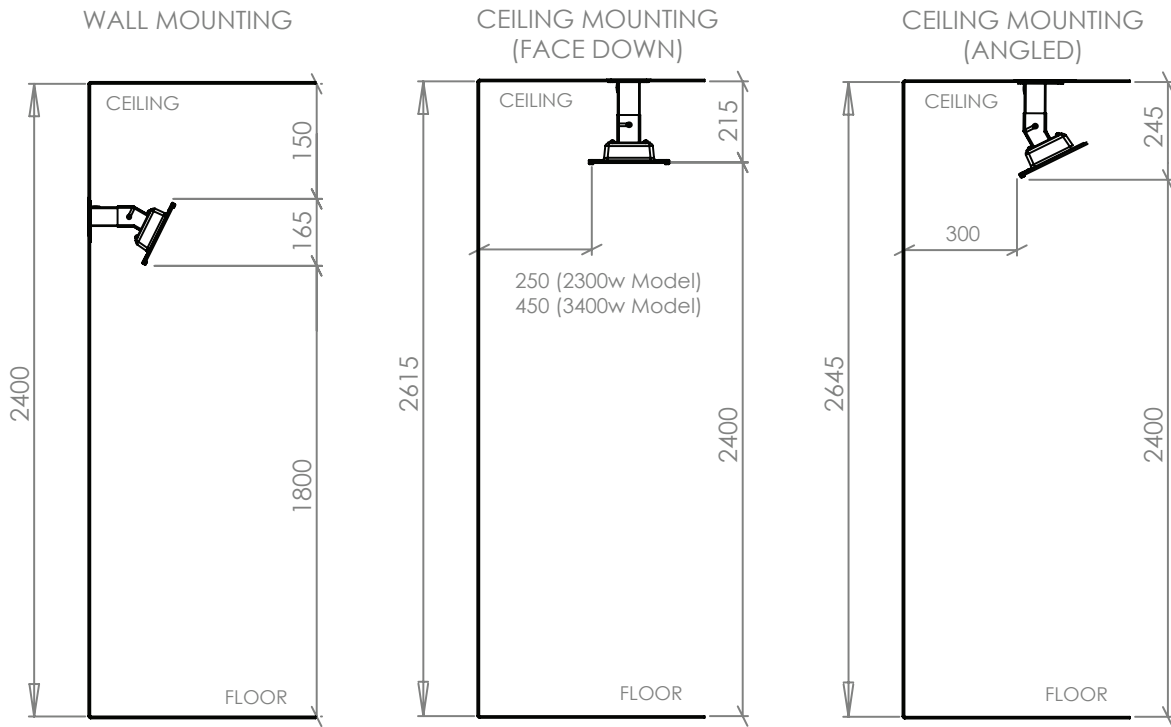 WALL MOUNTING
CEILING
150
165
2400
1800
FLOOR
CEILING MOUNTING
(FACE DOWN)
CEILING
215
250 (2300w Model)
450 (3400w Model)
2615
2400
FLOOR
CEILING MOUNTING
(ANGLED)
CEILING
245
300
2645
2400
FLOOR